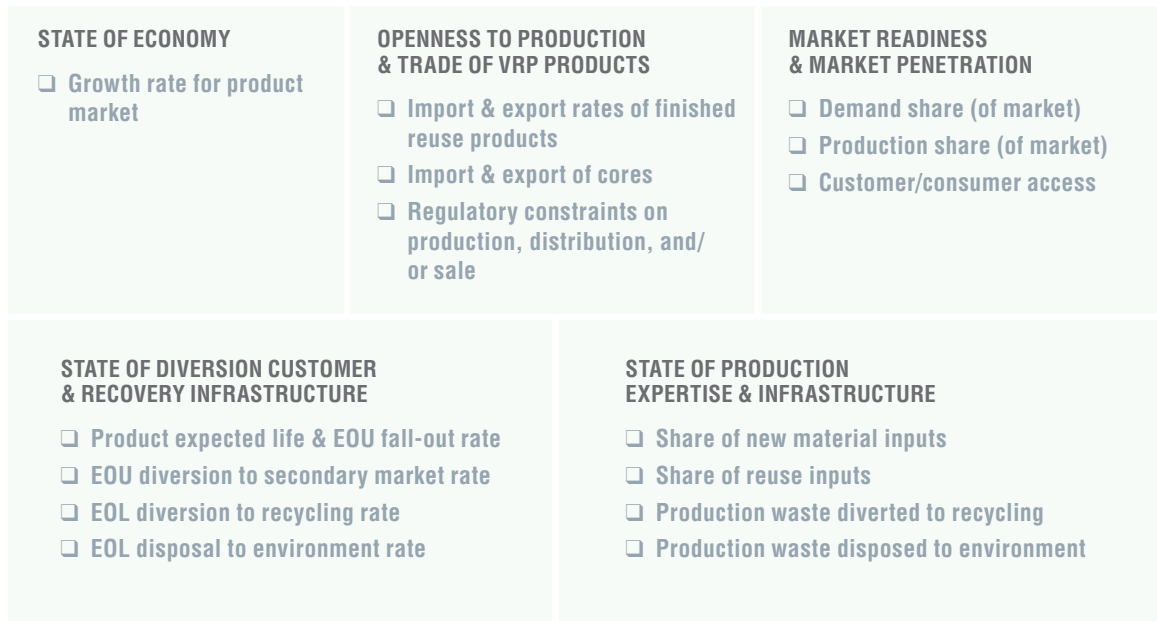 STATE OF ECONOMY
❑ Growth rate for product
market
OPENNESS TO PRODUCTION
& TRADE OF VRP PRODUCTS
❑ Import & export rates of finished
reuse products
❑ Import & export of cores
❑ Regulatory constraints on
production, distribution, and/
or sale
MARKET READINESS
& MARKET PENETRATION
❑ Demand share (of market)
❑ Production share (of market)
❑ Customer/consumer access
STATE OF DIVERSION CUSTOMER
& RECOVERY INFRASTRUCTURE
❑ Product expected life & EOU fall-out rate
❑ EOU diversion to secondary market rate
❑ EOL diversion to recycling rate
❑ EOL disposal to environment rate
STATE OF PRODUCTION
EXPERTISE & INFRASTRUCTURE
❑ Share of new material inputs
❑ Share of reuse inputs
❑ Production waste diverted to recycling
❑ Production waste disposed to environment